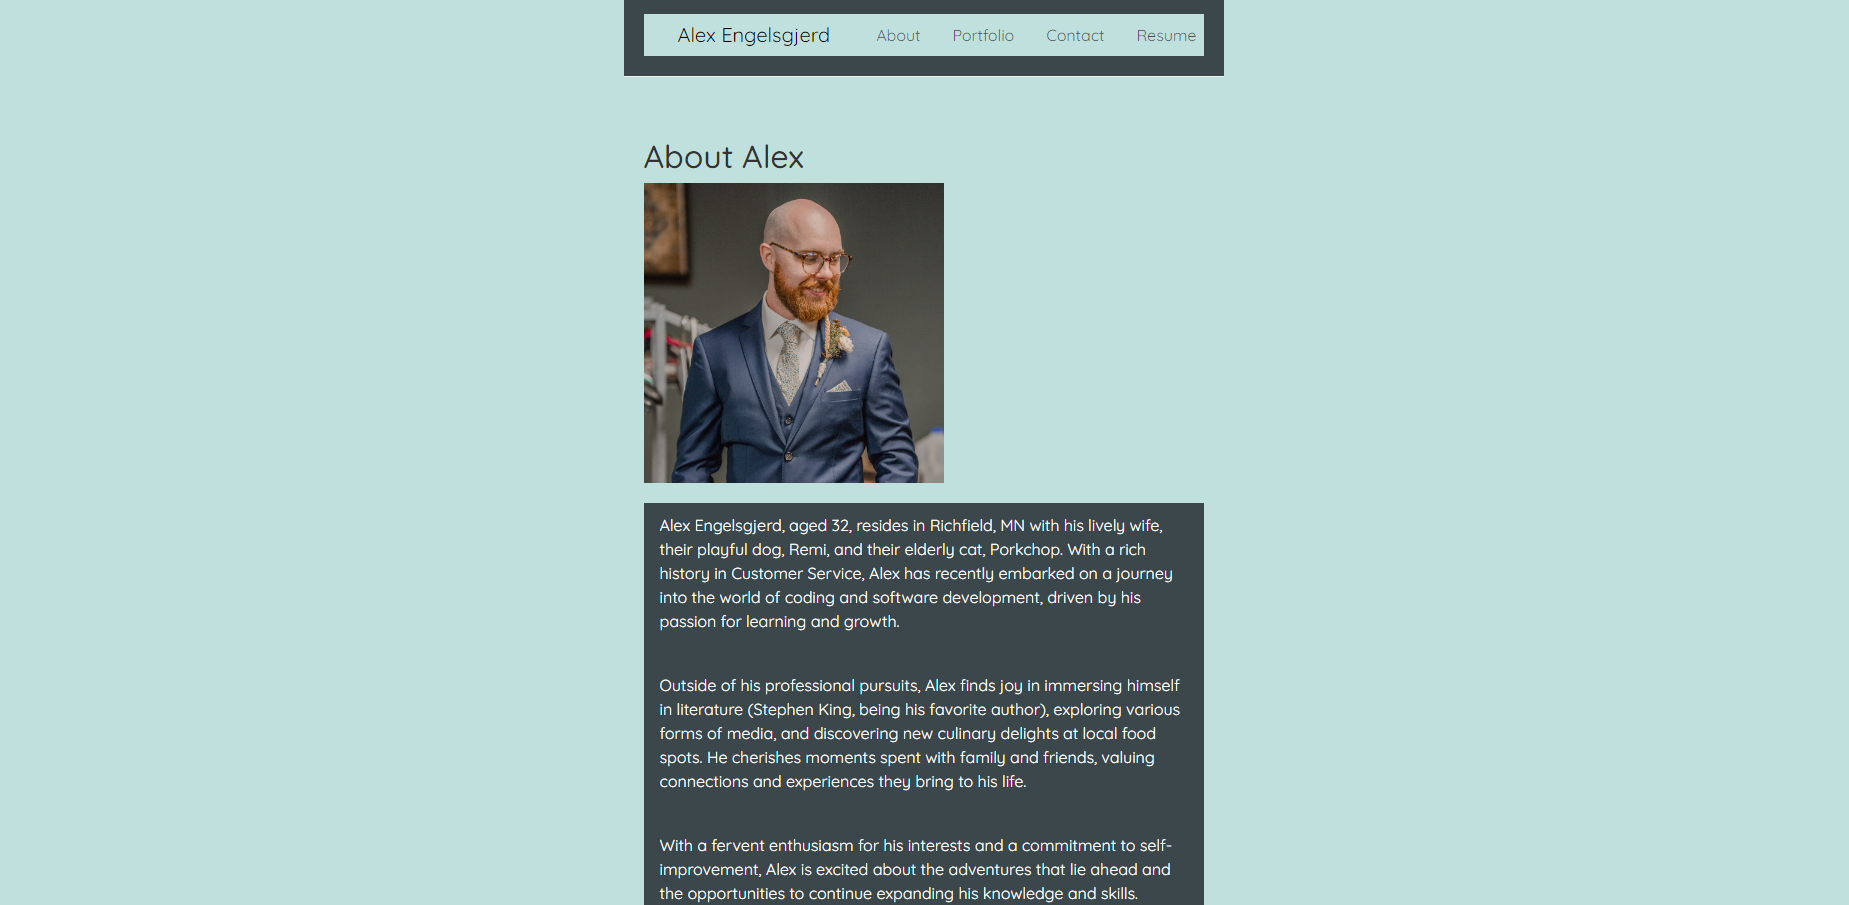 Alex Engelsgjerd About Portfolio Contact Resume
About Alex
Alex Engelsgjerd, aged 32, resides in Richfield, MN with his lively wife,
their playful dog, Remi, and their elderly cat, Porkchop. With a rich
history in Customer Service, Alex has recently embarked on a journey
into the world of coding and software development, driven by his
passion for learning and growth.
Outside of his professional pursuits, Alex finds joy in immersing himself
in literature (Stephen King, being his favorite author), exploring various
forms of media, and discovering new culinary delights at local food
spots. He cherishes moments spent with family and friends, valuing
connections and experiences they bring to his life.
With a fervent enthusiasm for his interests and a commitment to self-
improvement, Alex is excited about the adventures that lie ahead and
the opportunities to continue expanding his knowledge and skills.